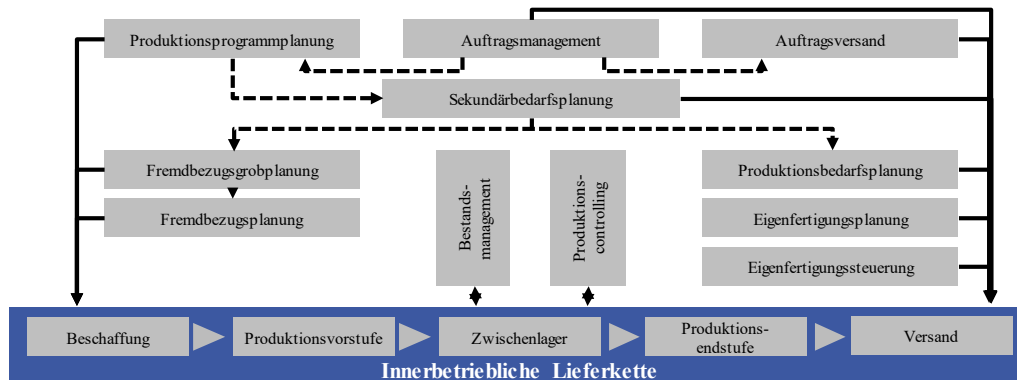 Produktionsprogrammplanung
Auftragsmanagement
Auftragsversand
Sekundärbedarfsplanung
Fremdbezugsgrobplanung
Fremdbezugsplanung
Bestands-
management
Produktions-
controlling
Produktionsbedarfsplanung
Eigenfertigungsplanung
Eigenfertigungssteuerung
Beschaffung
Produktionsvorstufe
Zwischenlager
Produktions-
endstufe
Versand
Innerbetriebliche Lieferkette